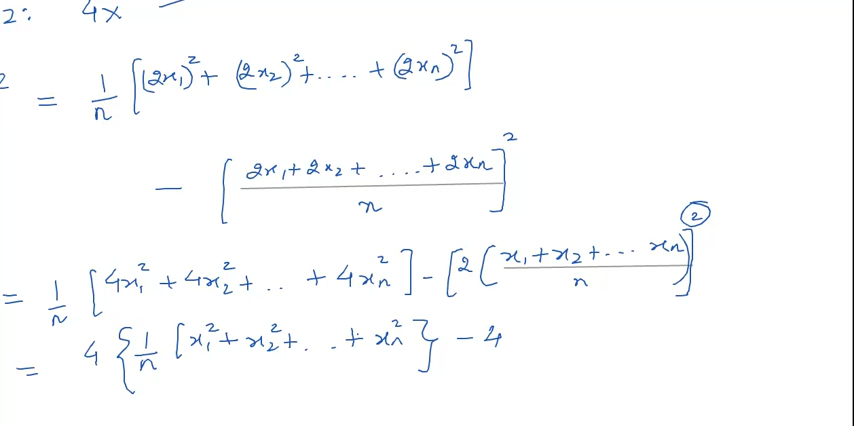 2: 4x
2 = 1/n [(2x₁)² + (2x₂)² + .... + (2xₙ)²]
− [(2x₁ + 2x₂ + .... + 2xₙ)/n]²
= 1/n [4x₁² + 4x₂² + .. + 4xₙ²] − [2((x₁ + x₂ + ... xₙ)/n)]²
= 4 {1/n [x₁² + x₂² + . .. + xₙ²} − 4